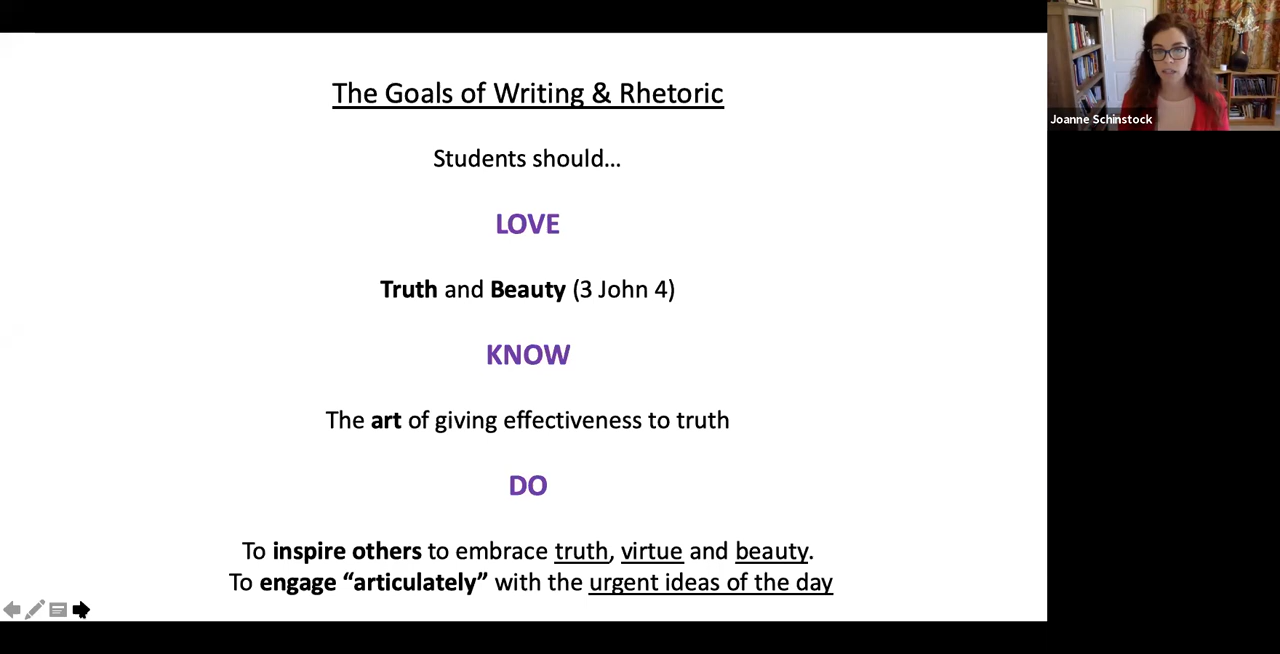 The Goals of Writing & Rhetoric
Students should...
LOVE
Truth and Beauty (3 John 4)
KNOW
The art of giving effectiveness to truth
DO
To inspire others to embrace truth, virtue and beauty.
To engage “articulately” with the urgent ideas of the day
Joanne Schinstock